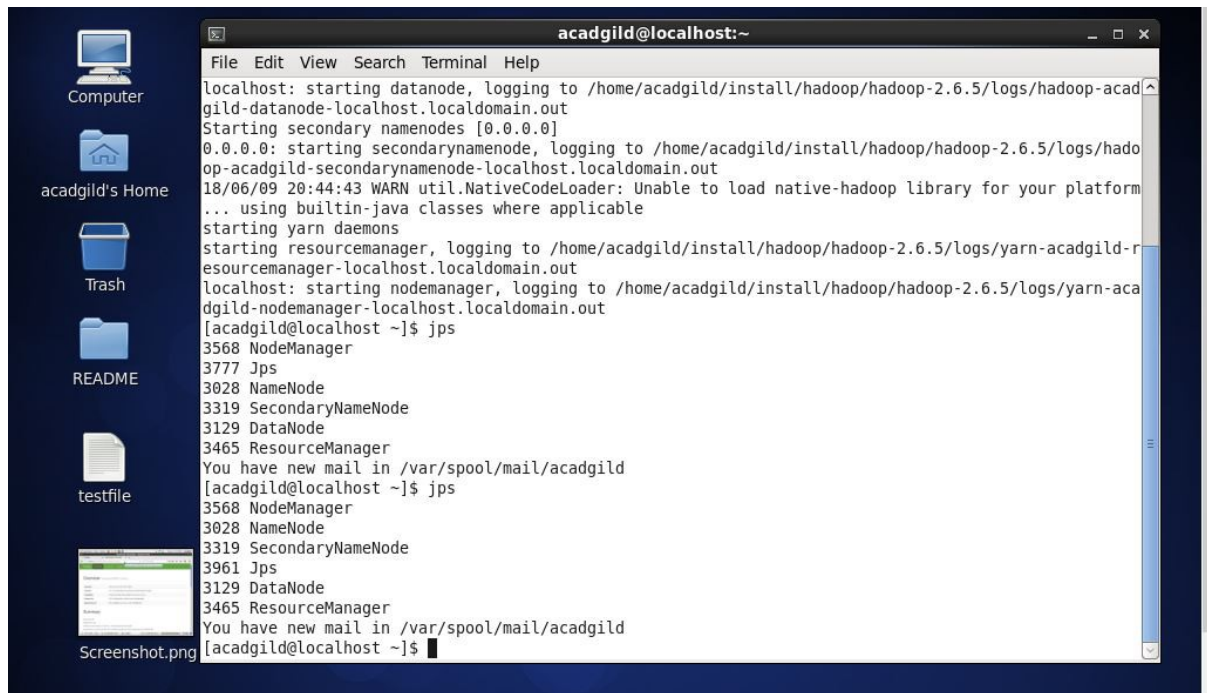 acadgild@localhost:~
File Edit View Search Terminal Help
localhost: starting datanode, logging to /home/acadgild/install/hadoop/hadoop-2.6.5/logs/hadoop-acad
gild-datanode-localhost.localdomain.out
Starting secondary namenodes [0.0.0.0]
0.0.0.0: starting secondarynamenode, logging to /home/acadgild/install/hadoop/hadoop-2.6.5/logs/hado
op-acadgild-secondarynamenode-localhost.localdomain.out
18/06/09 20:44:43 WARN util.NativeCodeLoader: Unable to load native-hadoop library for your platform
... using builtin-java classes where applicable
starting yarn daemons
starting resourcemanager, logging to /home/acadgild/install/hadoop/hadoop-2.6.5/logs/yarn-acadgild-r
esourcemanager-localhost.localdomain.out
localhost: starting nodemanager, logging to /home/acadgild/install/hadoop/hadoop-2.6.5/logs/yarn-aca
dgild-nodemanager-localhost.localdomain.out
[acadgild@localhost ~]$ jps
3568 NodeManager
3777 Jps
3028 NameNode
3319 SecondaryNameNode
3129 DataNode
3465 ResourceManager
You have new mail in /var/spool/mail/acadgild
[acadgild@localhost ~]$ jps
3568 NodeManager
3028 NameNode
3319 SecondaryNameNode
3961 Jps
3129 DataNode
3465 ResourceManager
You have new mail in /var/spool/mail/acadgild
[acadgild@localhost ~]$
Computer
acadgild's Home
Trash
README
testfile
Screenshot.png